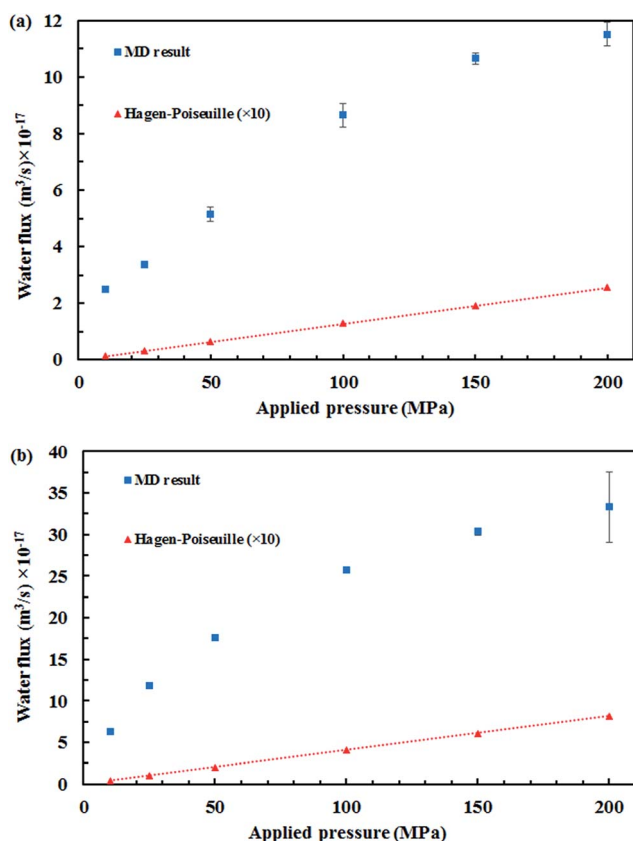 (a)
12
10
8
6
4
2
0
Water flux (m³/s)×10⁻¹⁷
MD result
Hagen-Poiseuille (×10)
0 50 100 150 200
Applied pressure (MPa)
(b)
40
35
30
25
20
15
10
5
0
Water flux (m³/s) ×10⁻¹⁷
MD result
Hagen-Poiseuille (×10)
0 50 100 150 200
Applied pressure (MPa)